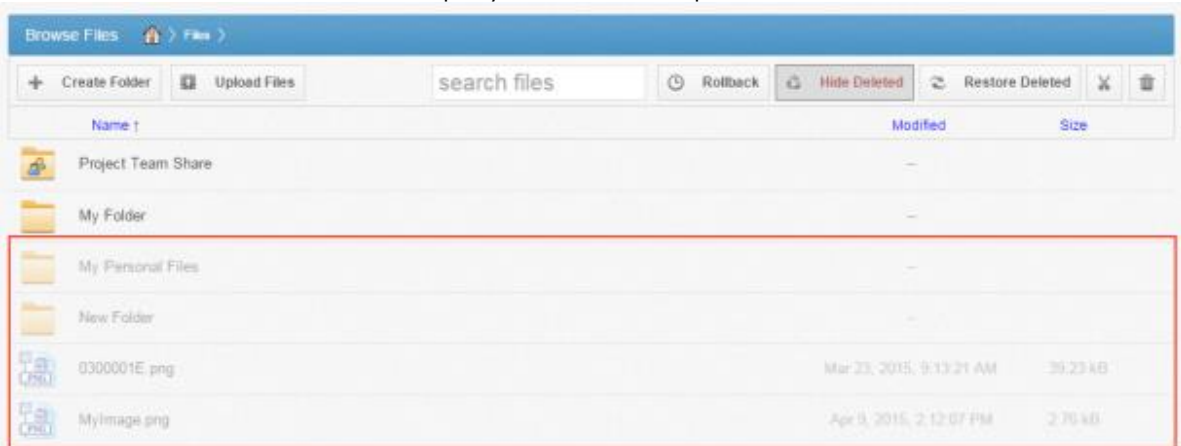 Browse Files > Files >
+ Create Folder Upload Files search files Rollback Hide Deleted Restore Deleted
Name ↑ Modified Size
Project Team Share –
My Folder –
My Personal Files –
New Folder –
0300001E.png Mar 23, 2015, 9:13:21 AM 39.23 kB
MyImage.png Apr 9, 2015, 2:12:07 PM 2.76 kB